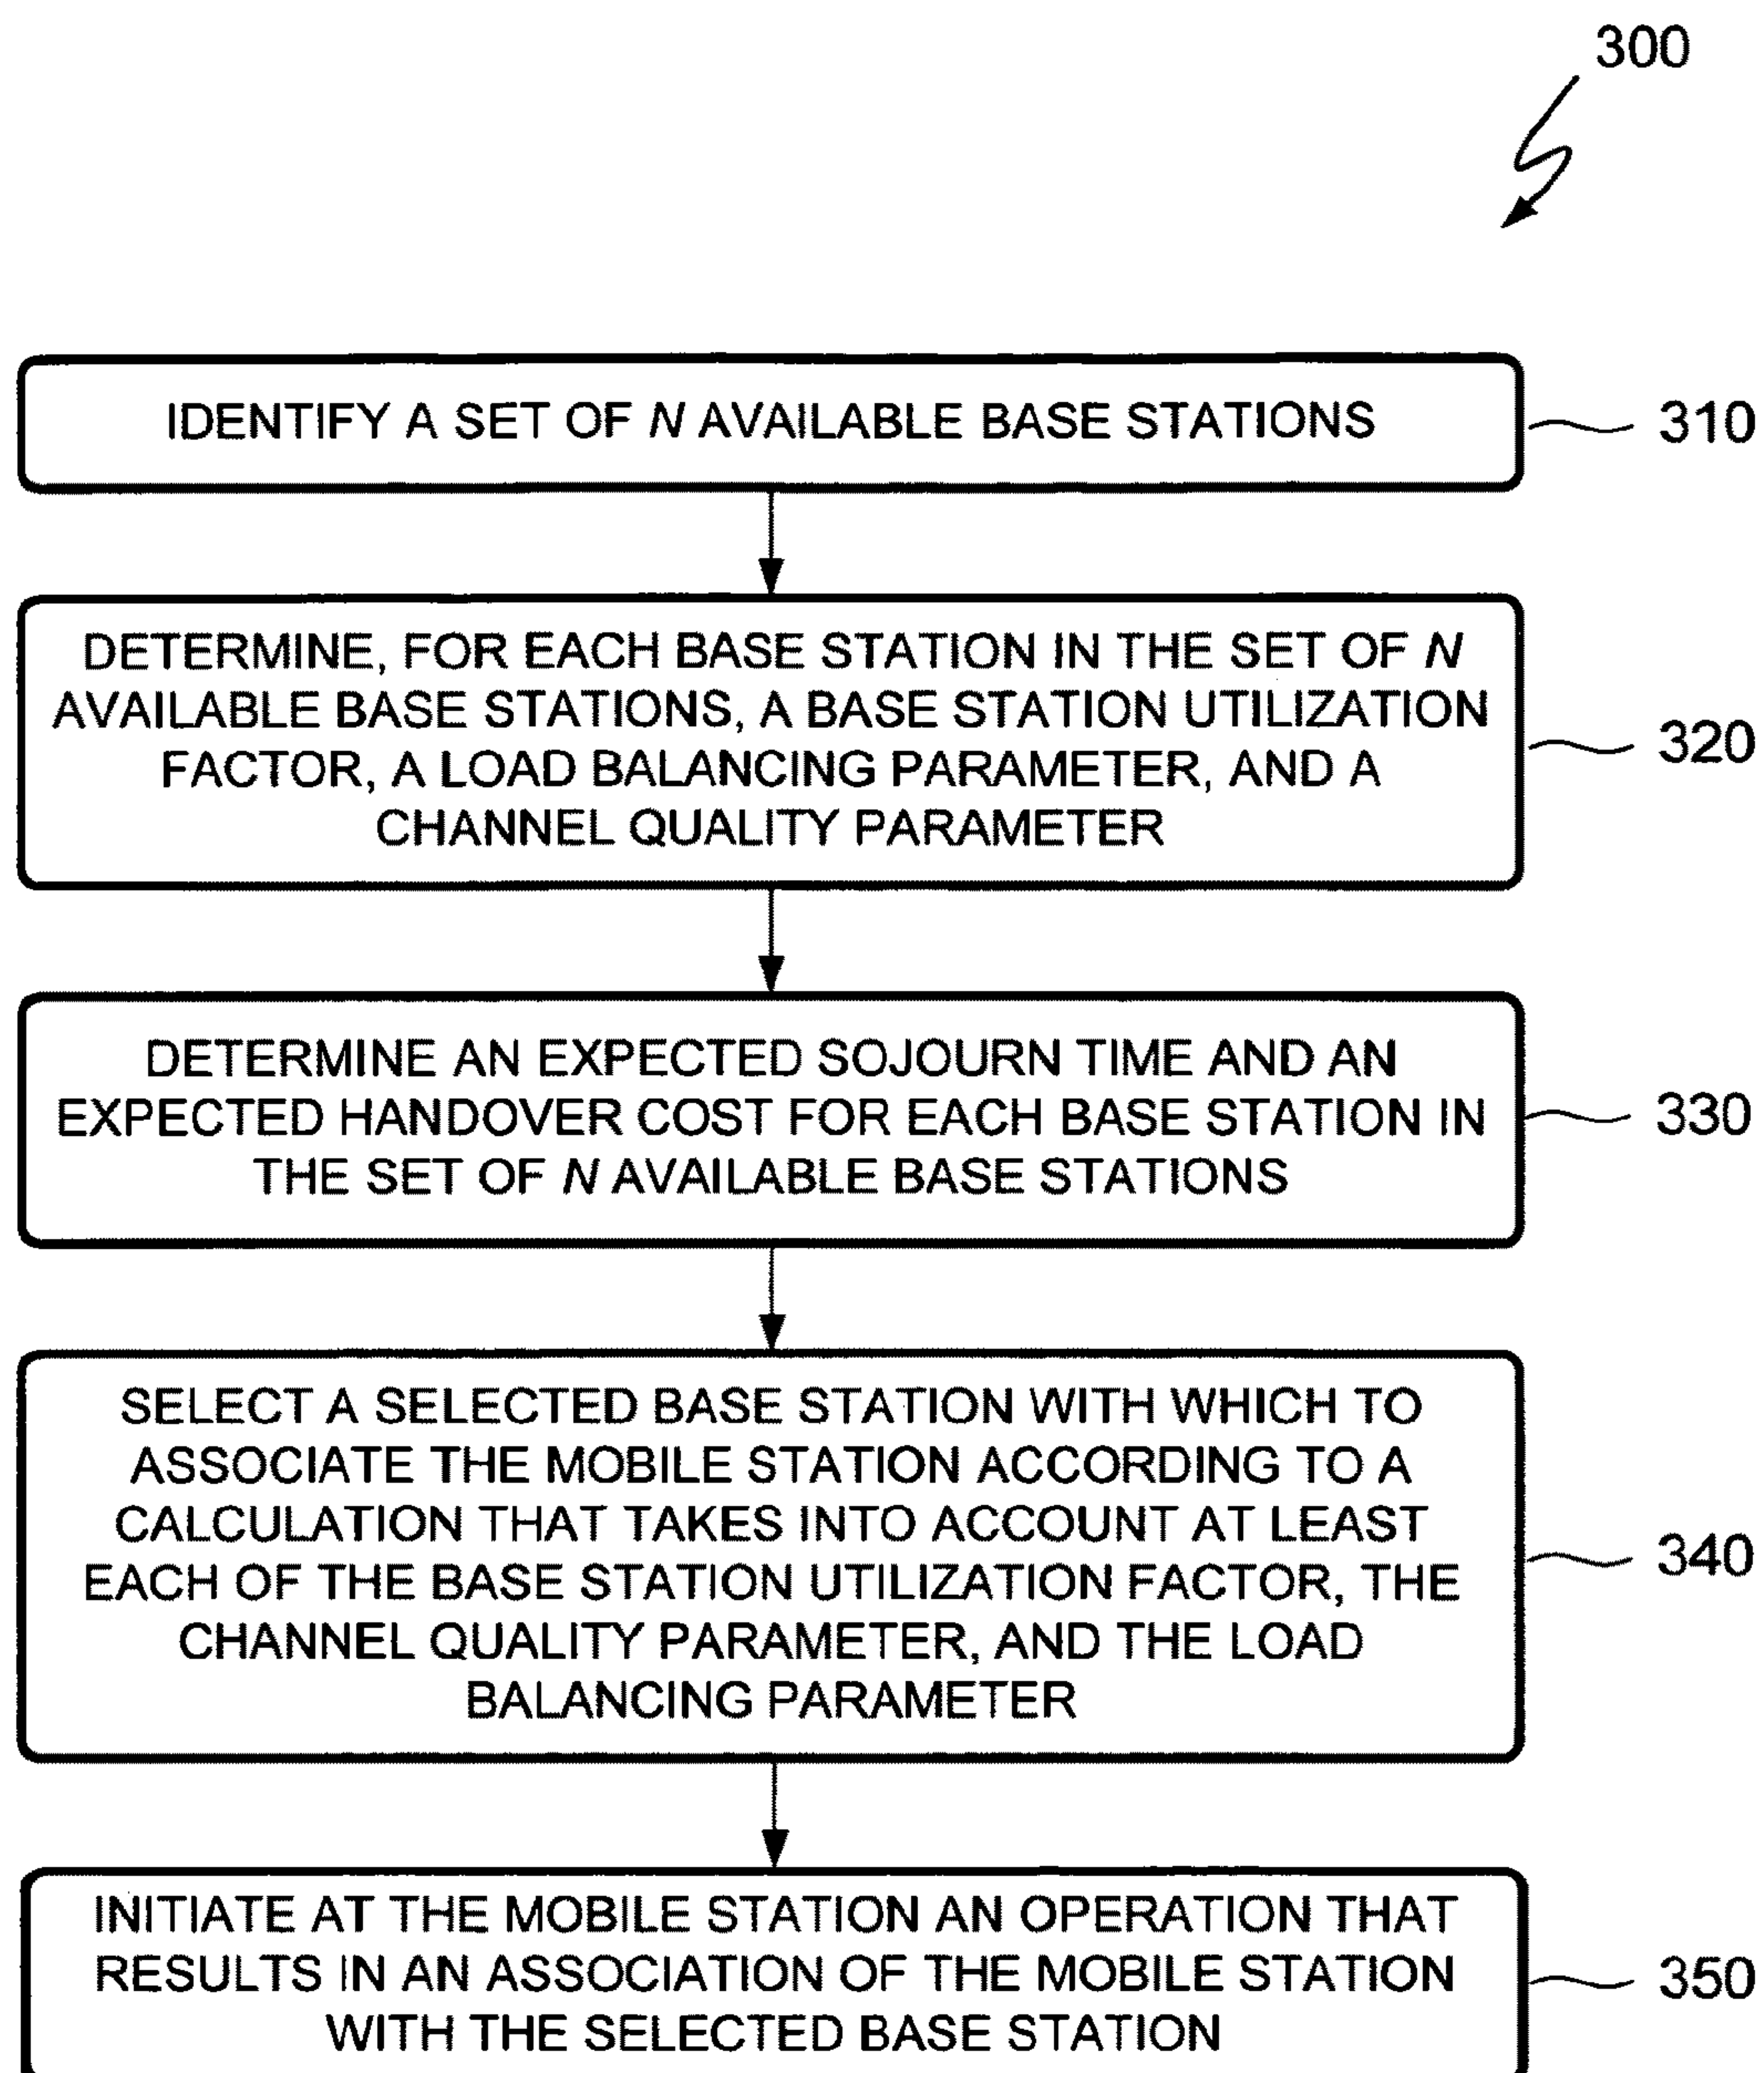 300
IDENTIFY A SET OF N AVAILABLE BASE STATIONS
310
DETERMINE, FOR EACH BASE STATION IN THE SET OF N
AVAILABLE BASE STATIONS, A BASE STATION UTILIZATION
FACTOR, A LOAD BALANCING PARAMETER, AND A
CHANNEL QUALITY PARAMETER
320
DETERMINE AN EXPECTED SOJOURN TIME AND AN
EXPECTED HANDOVER COST FOR EACH BASE STATION IN
THE SET OF N AVAILABLE BASE STATIONS
330
SELECT A SELECTED BASE STATION WITH WHICH TO
ASSOCIATE THE MOBILE STATION ACCORDING TO A
CALCULATION THAT TAKES INTO ACCOUNT AT LEAST
EACH OF THE BASE STATION UTILIZATION FACTOR, THE
CHANNEL QUALITY PARAMETER, AND THE LOAD
BALANCING PARAMETER
340
INITIATE AT THE MOBILE STATION AN OPERATION THAT
RESULTS IN AN ASSOCIATION OF THE MOBILE STATION
WITH THE SELECTED BASE STATION
350